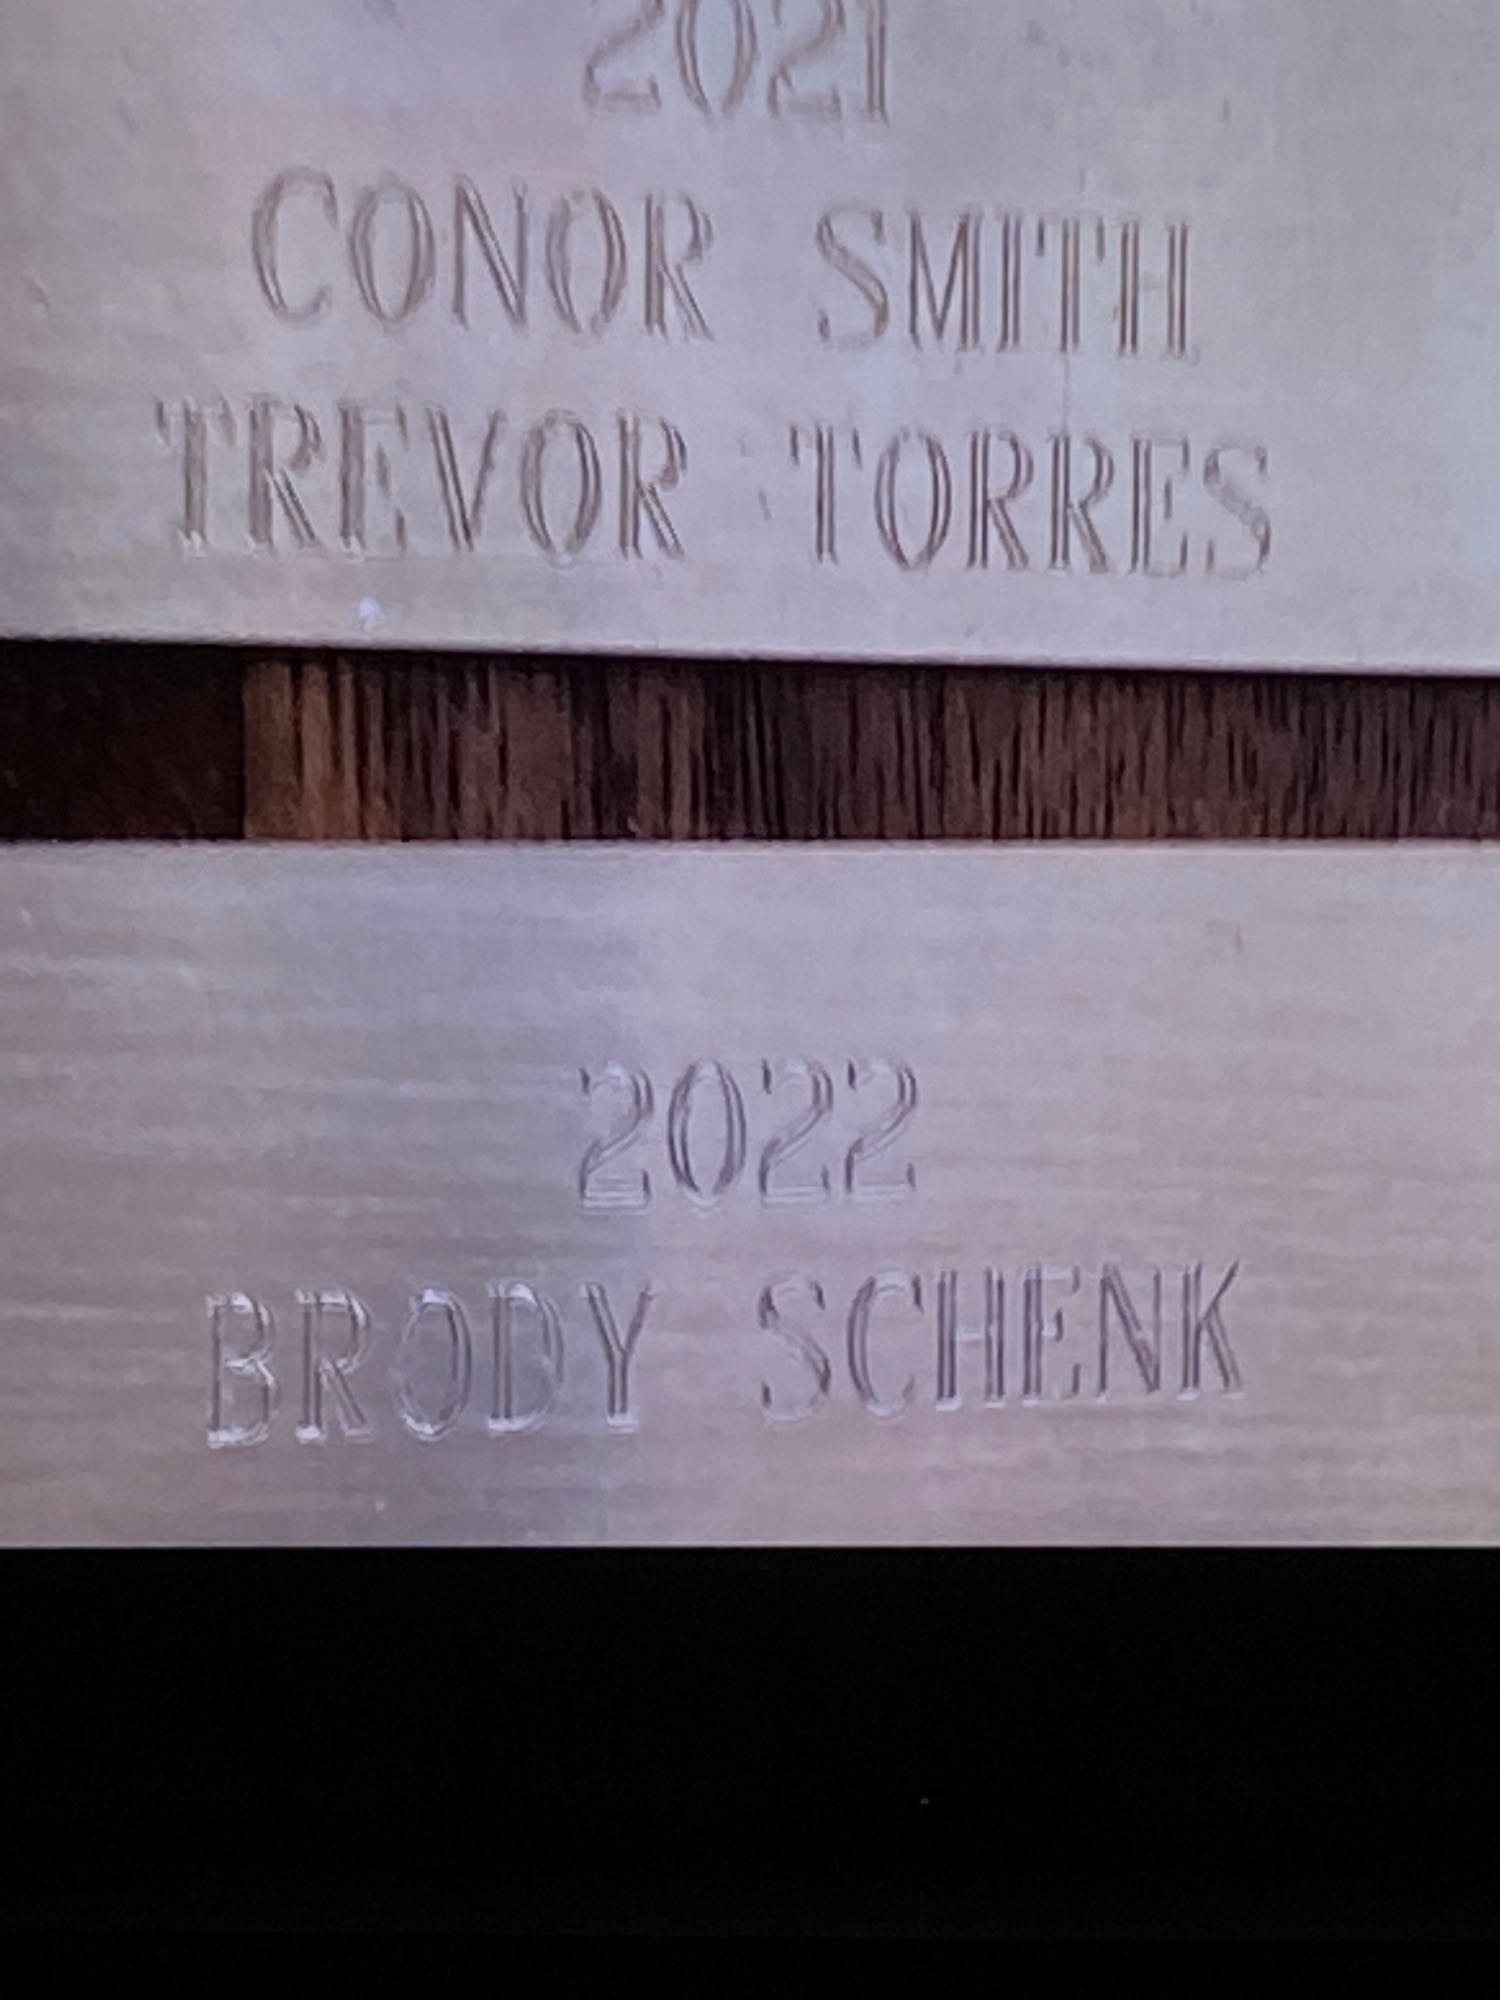 2021
CONOR SMITH
TREVOR TORRES
2022
BRODY SCHENK